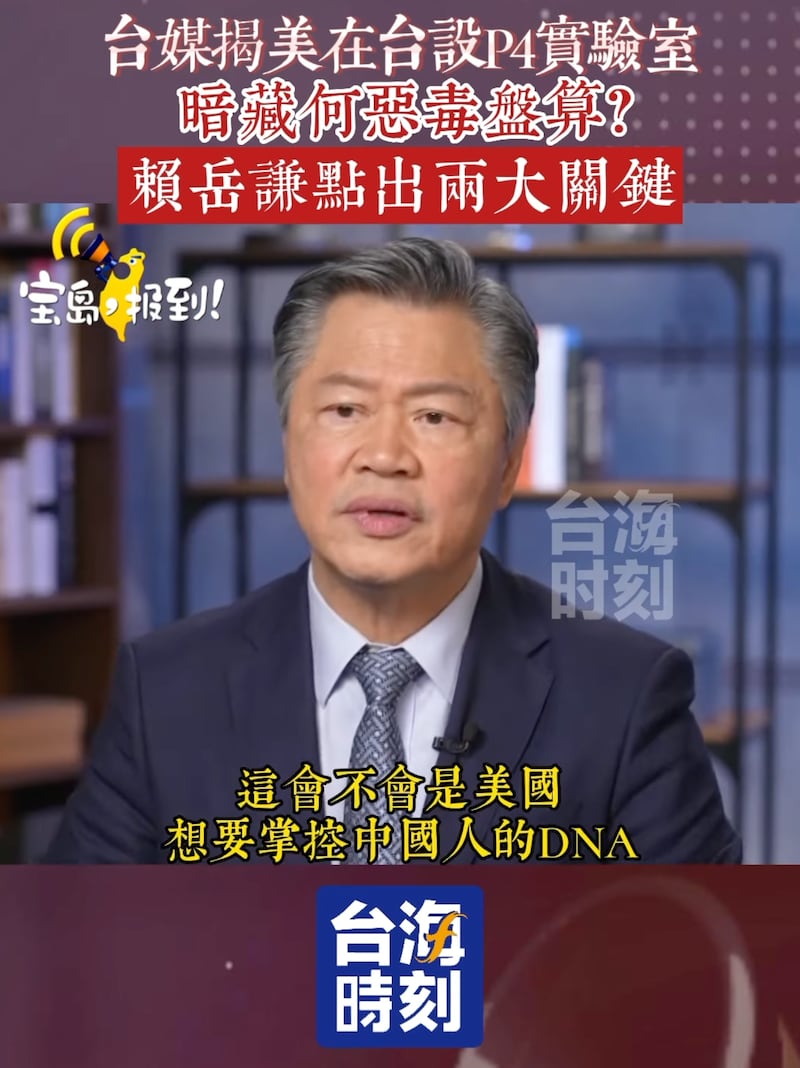 台媒揭美在台設P4實驗室
暗藏何惡毒盤算？
賴岳謙點出兩大關鍵
宝島，报到！
台海
时刻
這會不會是美國
想要掌控中國人的DNA
台海
時刻